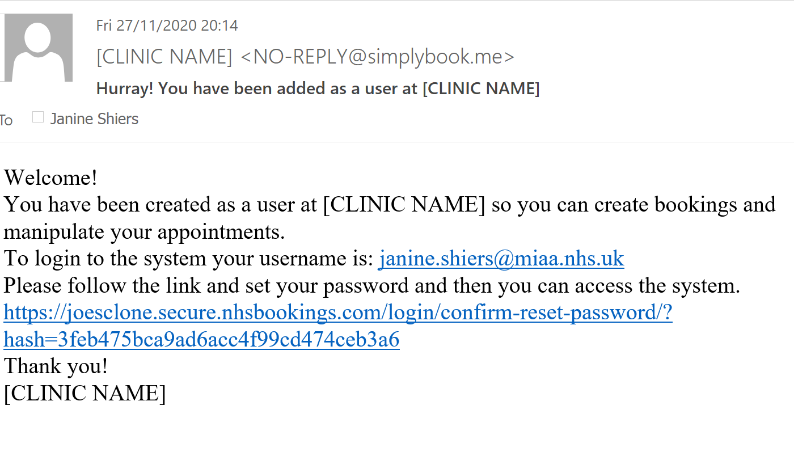 Fri 27/11/2020 20:14
[CLINIC NAME] <NO-REPLY@simplybook.me>
Hurray! You have been added as a user at [CLINIC NAME]
To Janine Shiers
Welcome!
You have been created as a user at [CLINIC NAME] so you can create bookings and
manipulate your appointments.
To login to the system your username is: janine.shiers@miaa.nhs.uk
Please follow the link and set your password and then you can access the system.
https://joesclone.secure.nhsbookings.com/login/confirm-reset-password/?
hash=3feb475bca9ad6acc4f99cd474ceb3a6
Thank you!
[CLINIC NAME]